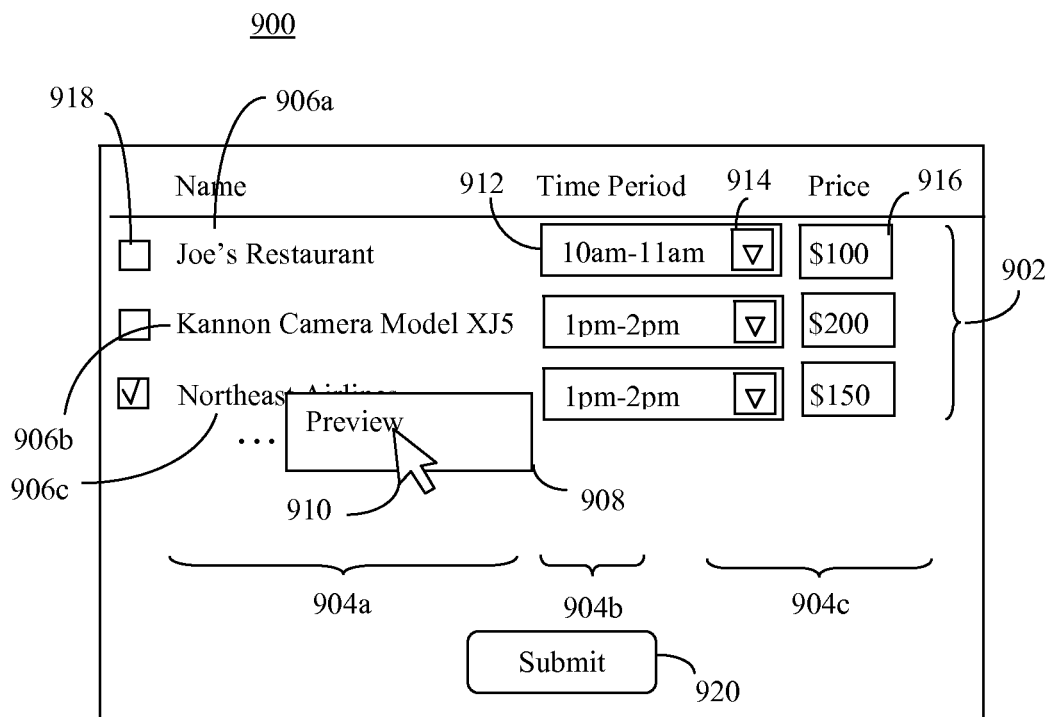 900
918 906a
Name 912 Time Period 914 Price 916
Joe’s Restaurant 10am-11am $100
902
Kannon Camera Model XJ5 1pm-2pm $200
Northeast Airlines 1pm-2pm $150
906b ... Preview
906c 910 908
904a 904b 904c
Submit
920